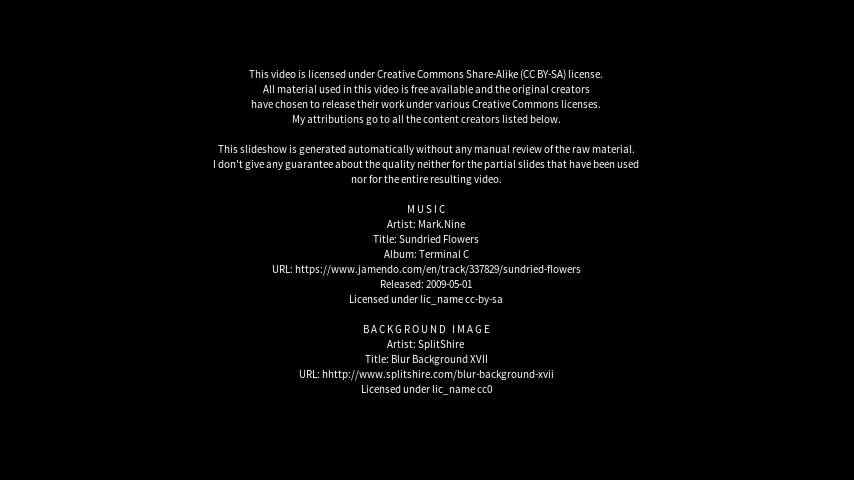 This video is licensed under Creative Commons Share-Alike (CC BY-SA) license.
All material used in this video is free available and the original creators
have chosen to release their work under various Creative Commons licenses.
My attributions go to all the content creators listed below.
This slideshow is generated automatically without any manual review of the raw material.
I don't give any guarantee about the quality neither for the partial slides that have been used
nor for the entire resulting video.
MUSIC
Artist: Mark.Nine
Title: Sundried Flowers
Album: Terminal C
URL: https://www.jamendo.com/en/track/337829/sundried-flowers
Released: 2009-05-01
Licensed under lic_name cc-by-sa
BACKGROUND IMAGE
Artist: SplitShire
Title: Blur Background XVII
URL: hhttp://www.splitshire.com/blur-background-xvii
Licensed under lic_name cc0